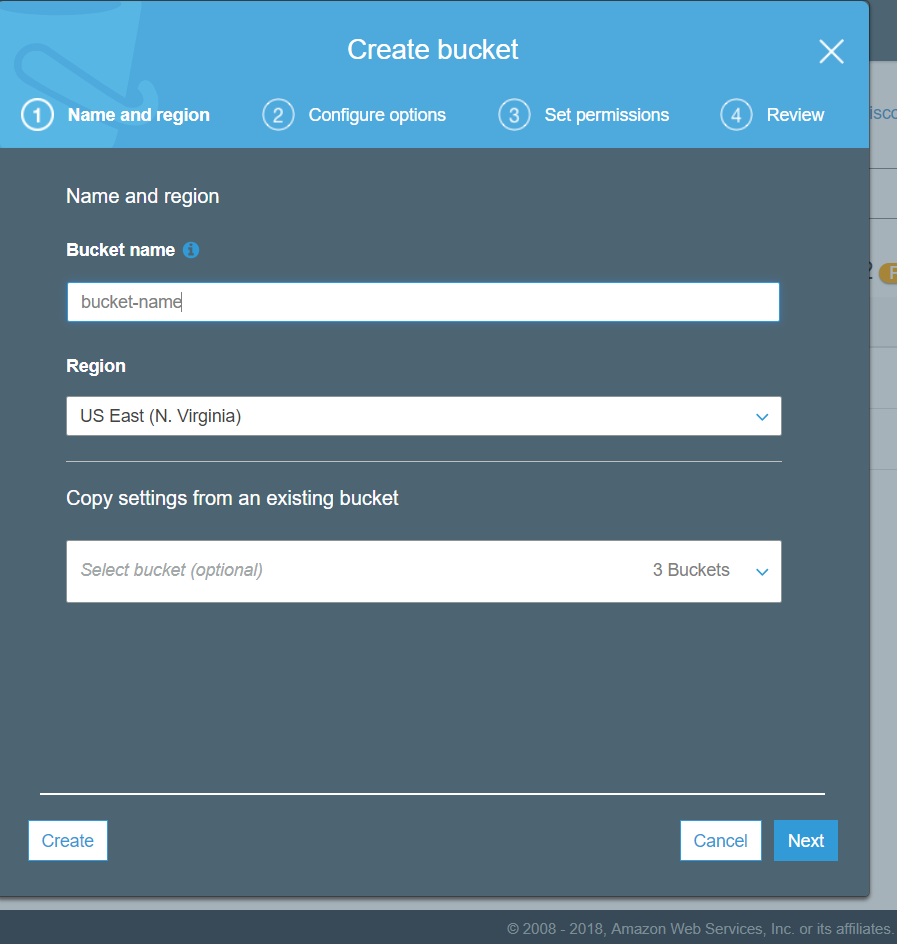 Create bucket
1 Name and region 2 Configure options 3 Set permissions 4 Review
Name and region
Bucket name
bucket-name
Region
US East (N. Virginia)
Copy settings from an existing bucket
Select bucket (optional) 3 Buckets
Create Cancel Next
© 2008 - 2018, Amazon Web Services, Inc. or its affiliates.